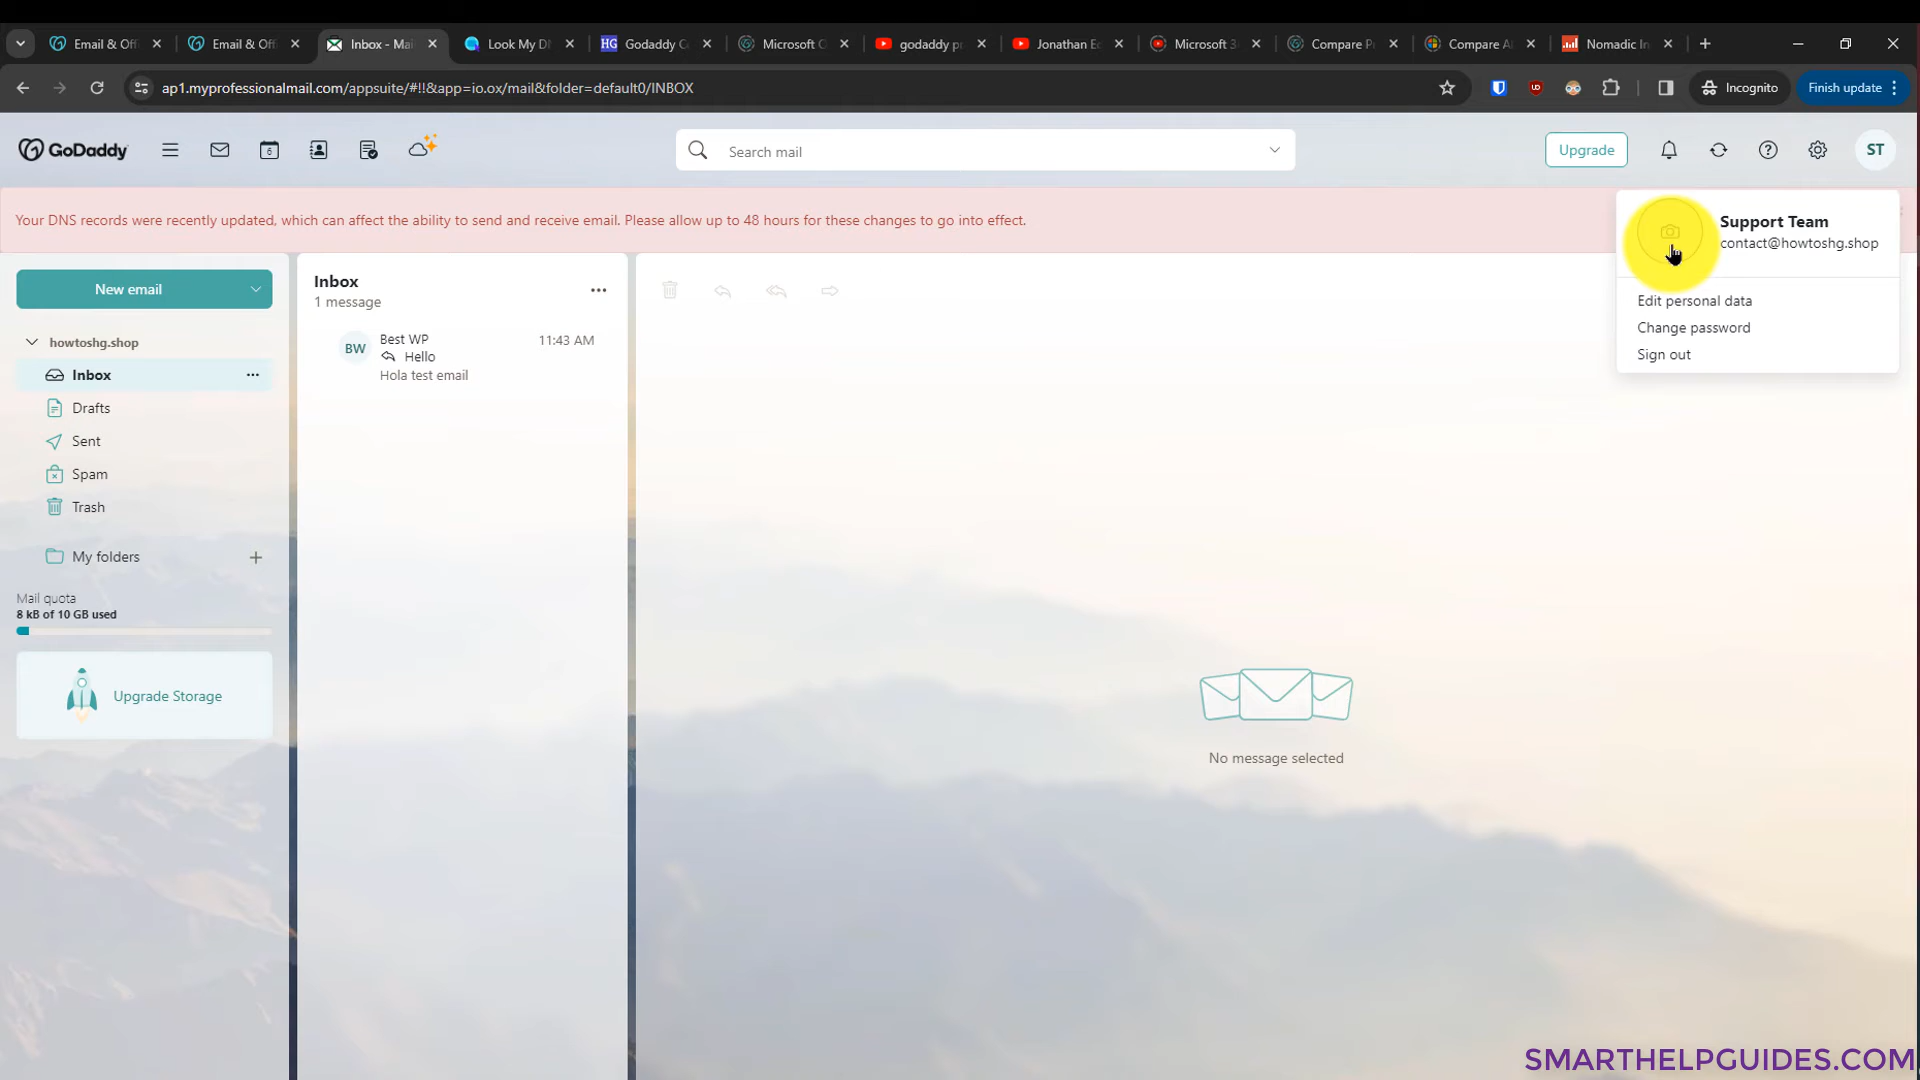 Email & Off
Email & Off
Inbox - Mai
Look My DN
HG
Godaddy C
Microsoft O
godaddy pr
Jonathan Ed
Microsoft 3
Compare P
Compare Al
Nomadic In
ap1.myprofessionalmail.com/appsuite/#!!&app=io.ox/mail&folder=default0/INBOX
Incognito
Finish update
GoDaddy
6
Search mail
Upgrade
ST
Your DNS records were recently updated, which can affect the ability to send and receive email. Please allow up to 48 hours for these changes to go into effect.
Support Team
contact@howtoshg.shop
Edit personal data
Change password
Sign out
New email
howtoshg.shop
Inbox
Drafts
Sent
Spam
Trash
My folders
Mail quota
8 kB of 10 GB used
Upgrade Storage
Inbox
1 message
BW
Best WP
11:43 AM
Hello
Hola test email
No message selected
SMARTHELPGUIDES.COM